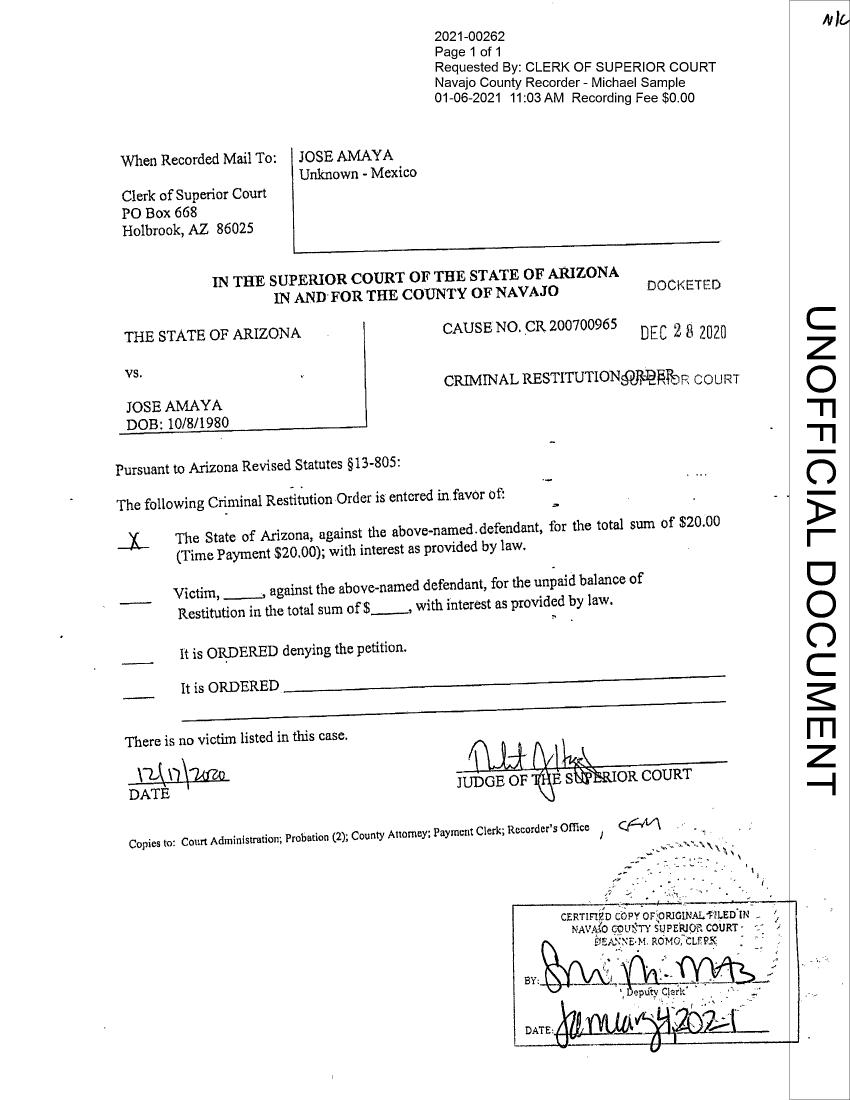 N/C
2021-00262
Page 1 of 1
Requested By: CLERK OF SUPERIOR COURT
Navajo County Recorder - Michael Sample
01-06-2021 11:03 AM Recording Fee $0.00
When Recorded Mail To:
Clerk of Superior Court
PO Box 668
Holbrook, AZ 86025
JOSE AMAYA
Unknown - Mexico
IN THE SUPERIOR COURT OF THE STATE OF ARIZONA
IN AND FOR THE COUNTY OF NAVAJO
DOCKETED
DEC 28 2020
SUPERIOR COURT
THE STATE OF ARIZONA
vs.
JOSE AMAYA
DOB: 10/8/1980
CAUSE NO. CR 200700965
CRIMINAL RESTITUTION ORDER
Pursuant to Arizona Revised Statutes §13-805:
The following Criminal Restitution Order is entered in favor of:
X The State of Arizona, against the above-named defendant, for the total sum of $20.00
(Time Payment $20.00); with interest as provided by law.
____ Victim, _____, against the above-named defendant, for the unpaid balance of
Restitution in the total sum of $_____, with interest as provided by law.
____ It is ORDERED denying the petition.
____ It is ORDERED ____
There is no victim listed in this case.
12/17/2020
DATE
JUDGE OF THE SUPERIOR COURT
Copies to: Court Administration; Probation (2); County Attorney; Payment Clerk; Recorder's Office
, CFM
CERTIFIED COPY OF ORIGINAL FILED IN
NAVAJO COUNTY SUPERIOR COURT
DEANNE M. ROMO, CLERK
BY:
Deputy Clerk
DATE: January 4, 2021
UNOFFICIAL DOCUMENT